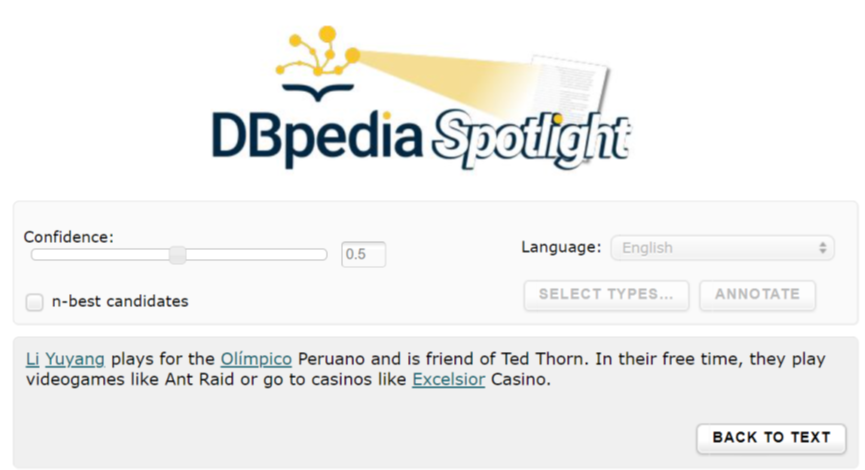 DBpedia Spotlight
Confidence:
0.5
Language: English
n-best candidates
SELECT TYPES...
ANNOTATE
Li Yuyang plays for the Olímpico Peruano and is friend of Ted Thorn. In their free time, they play
videogames like Ant Raid or go to casinos like Excelsior Casino.
BACK TO TEXT